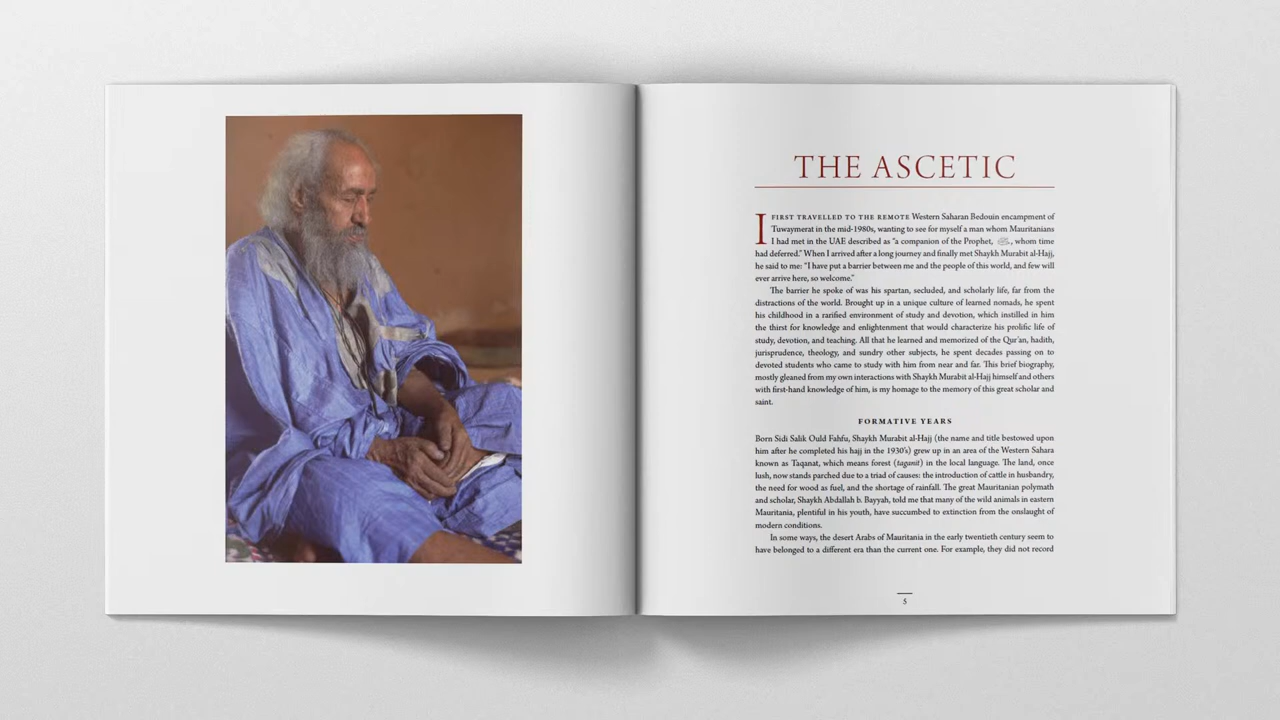 THE ASCETIC
I FIRST TRAVELLED TO THE REMOTE Western Saharan Bedouin encampment of
Tuwaymerat in the mid-1980s, wanting to see for myself a man whom Mauritanians
I had met in the UAE described as “a companion of the Prophet, ﷺ, whom time
had deferred.” When I arrived after a long journey and finally met Shaykh Murabit al-Hajj,
he said to me: “I have put a barrier between me and the people of this world, and few will
ever arrive here, so welcome.”
The barrier he spoke of was his spartan, secluded, and scholarly life, far from the
distractions of the world. Brought up in a unique culture of learned nomads, he spent
his childhood in a rarified environment of study and devotion, which instilled in him
the thirst for knowledge and enlightenment that would characterize his prolific life of
study, devotion, and teaching. All that he learned and memorized of the Qur’an, hadith,
jurisprudence, theology, and sundry other subjects, he spent decades passing on to
devoted students who came to study with him from near and far. This brief biography,
mostly gleaned from my own interactions with Shaykh Murabit al-Hajj himself and others
with first-hand knowledge of him, is my homage to the memory of this great scholar and
saint.
FORMATIVE YEARS
Born Sidi Salik Ould Fahfu, Shaykh Murabit al-Hajj (the name and title bestowed upon
him after he completed his hajj in the 1930’s) grew up in an area of the Western Sahara
known as Taqanat, which means forest (taganit) in the local language. The land, once
lush, now stands parched due to a triad of causes: the introduction of cattle in husbandry,
the need for wood as fuel, and the shortage of rainfall. The great Mauritanian polymath
and scholar, Shaykh Abdallah b. Bayyah, told me that many of the wild animals in eastern
Mauritania, plentiful in his youth, have succumbed to extinction from the onslaught of
modern conditions.
In some ways, the desert Arabs of Mauritania in the early twentieth century seem to
have belonged to a different era than the current one. For example, they did not record
5